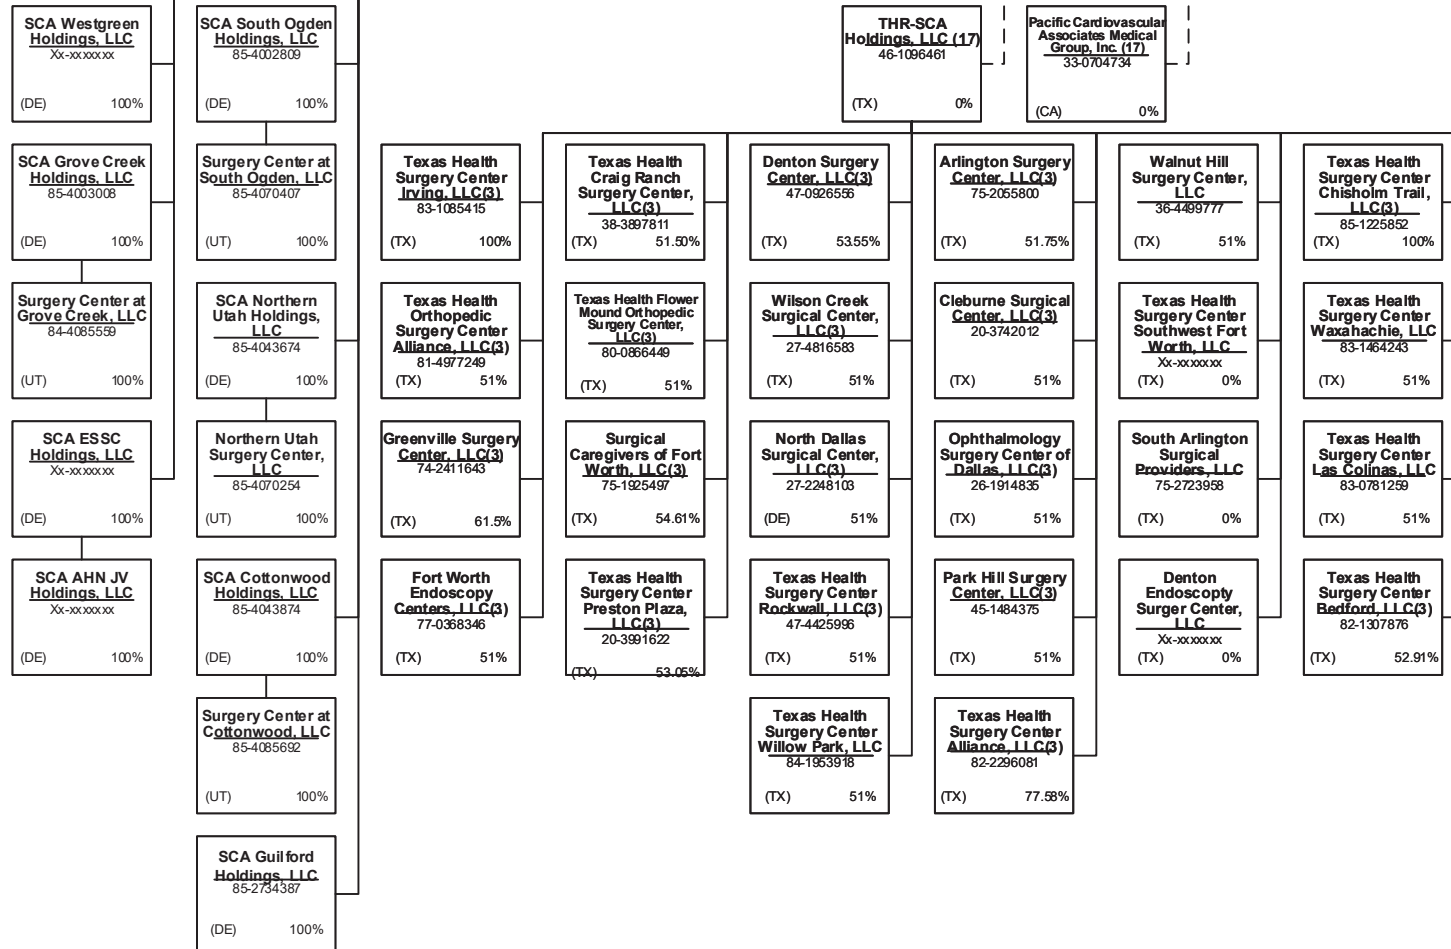 SCA Westgreen
Holdings, LLC
Xx-xxxxxxx
(DE) 100%
SCA South Ogden
Holdings, LLC
85-4002809
(DE) 100%
THR-SCA
Holdings, LLC (17)
46-1096461
(TX) 0%
Pacific Cardiovascular
Associates Medical
Group, Inc. (17)
33-0704734
(CA) 0%
SCA Grove Creek
Holdings, LLC
85-4003008
(DE) 100%
Surgery Center at
South Ogden, LLC
85-4070407
(UT) 100%
Texas Health
Surgery Center
Irving, LLC(3)
83-1085415
(TX) 100%
Texas Health
Craig Ranch
Surgery Center,
LLC(3)
38-3897811
(TX) 51.50%
Denton Surgery
Center, LLC(3)
47-0926556
(TX) 53.55%
Arlington Surgery
Center, LLC(3)
75-2055800
(TX) 51.75%
Walnut Hill
Surgery Center,
LLC
36-4499777
(TX) 51%
Texas Health
Surgery Center
Chisholm Trail,
LLC(3)
85-1225852
(TX) 100%
Surgery Center at
Grove Creek, LLC
84-4085559
(UT) 100%
SCA Northern
Utah Holdings,
LLC
85-4043674
(DE) 100%
Texas Health
Orthopedic
Surgery Center
Alliance, LLC(3)
81-4977249
(TX) 51%
Texas Health Flower
Mound Orthopedic
Surgery Center,
LLC(3)
80-0866449
(TX) 51%
Wilson Creek
Surgical Center,
LLC(3)
27-4816583
(TX) 51%
Cleburne Surgical
Center, LLC(3)
20-3742012
(TX) 51%
Texas Health
Surgery Center
Southwest Fort
Worth, LLC
Xx-xxxxxxx
(TX) 0%
Texas Health
Surgery Center
Waxahachie, LLC
83-1464243
(TX) 51%
SCA ESSC
Holdings, LLC
Xx-xxxxxxx
(DE) 100%
Northern Utah
Surgery Center,
LLC
85-4070254
(UT) 100%
Greenville Surgery
Center, LLC(3)
74-2411643
(TX) 61.5%
Surgical
Caregivers of Fort
Worth, LLC(3)
75-1925497
(TX) 54.61%
North Dallas
Surgical Center,
LLC(3)
27-2248103
(DE) 51%
Ophthalmology
Surgery Center of
Dallas, LLC(3)
26-1914835
(TX) 51%
South Arlington
Surgical
Providers, LLC
75-2723958
(TX) 0%
Texas Health
Surgery Center
Las Colinas, LLC
83-0781259
(TX) 51%
SCA AHN JV
Holdings, LLC
Xx-xxxxxxx
(DE) 100%
SCA Cottonwood
Holdings, LLC
85-4043874
(DE) 100%
Fort Worth
Endoscopy
Centers, LLC(3)
77-0368346
(TX) 51%
Texas Health
Surgery Center
Preston Plaza,
LLC(3)
20-3991622
(TX) 53.05%
Texas Health
Surgery Center
Rockwall, LLC(3)
47-4425996
(TX) 51%
Park Hill Surgery
Center, LLC(3)
45-1484375
(TX) 51%
Denton
Endoscopty
Surger Center,
LLC
Xx-xxxxxxx
(TX) 0%
Texas Health
Surgery Center
Bedford, LLC(3)
82-1307876
(TX) 52.91%
Surgery Center at
Cottonwood, LLC
85-4085692
(UT) 100%
Texas Health
Surgery Center
Willow Park, LLC
84-1953918
(TX) 51%
Texas Health
Surgery Center
Alliance, LLC(3)
82-2296081
(TX) 77.58%
SCA Guilford
Holdings, LLC
85-2734387
(DE) 100%